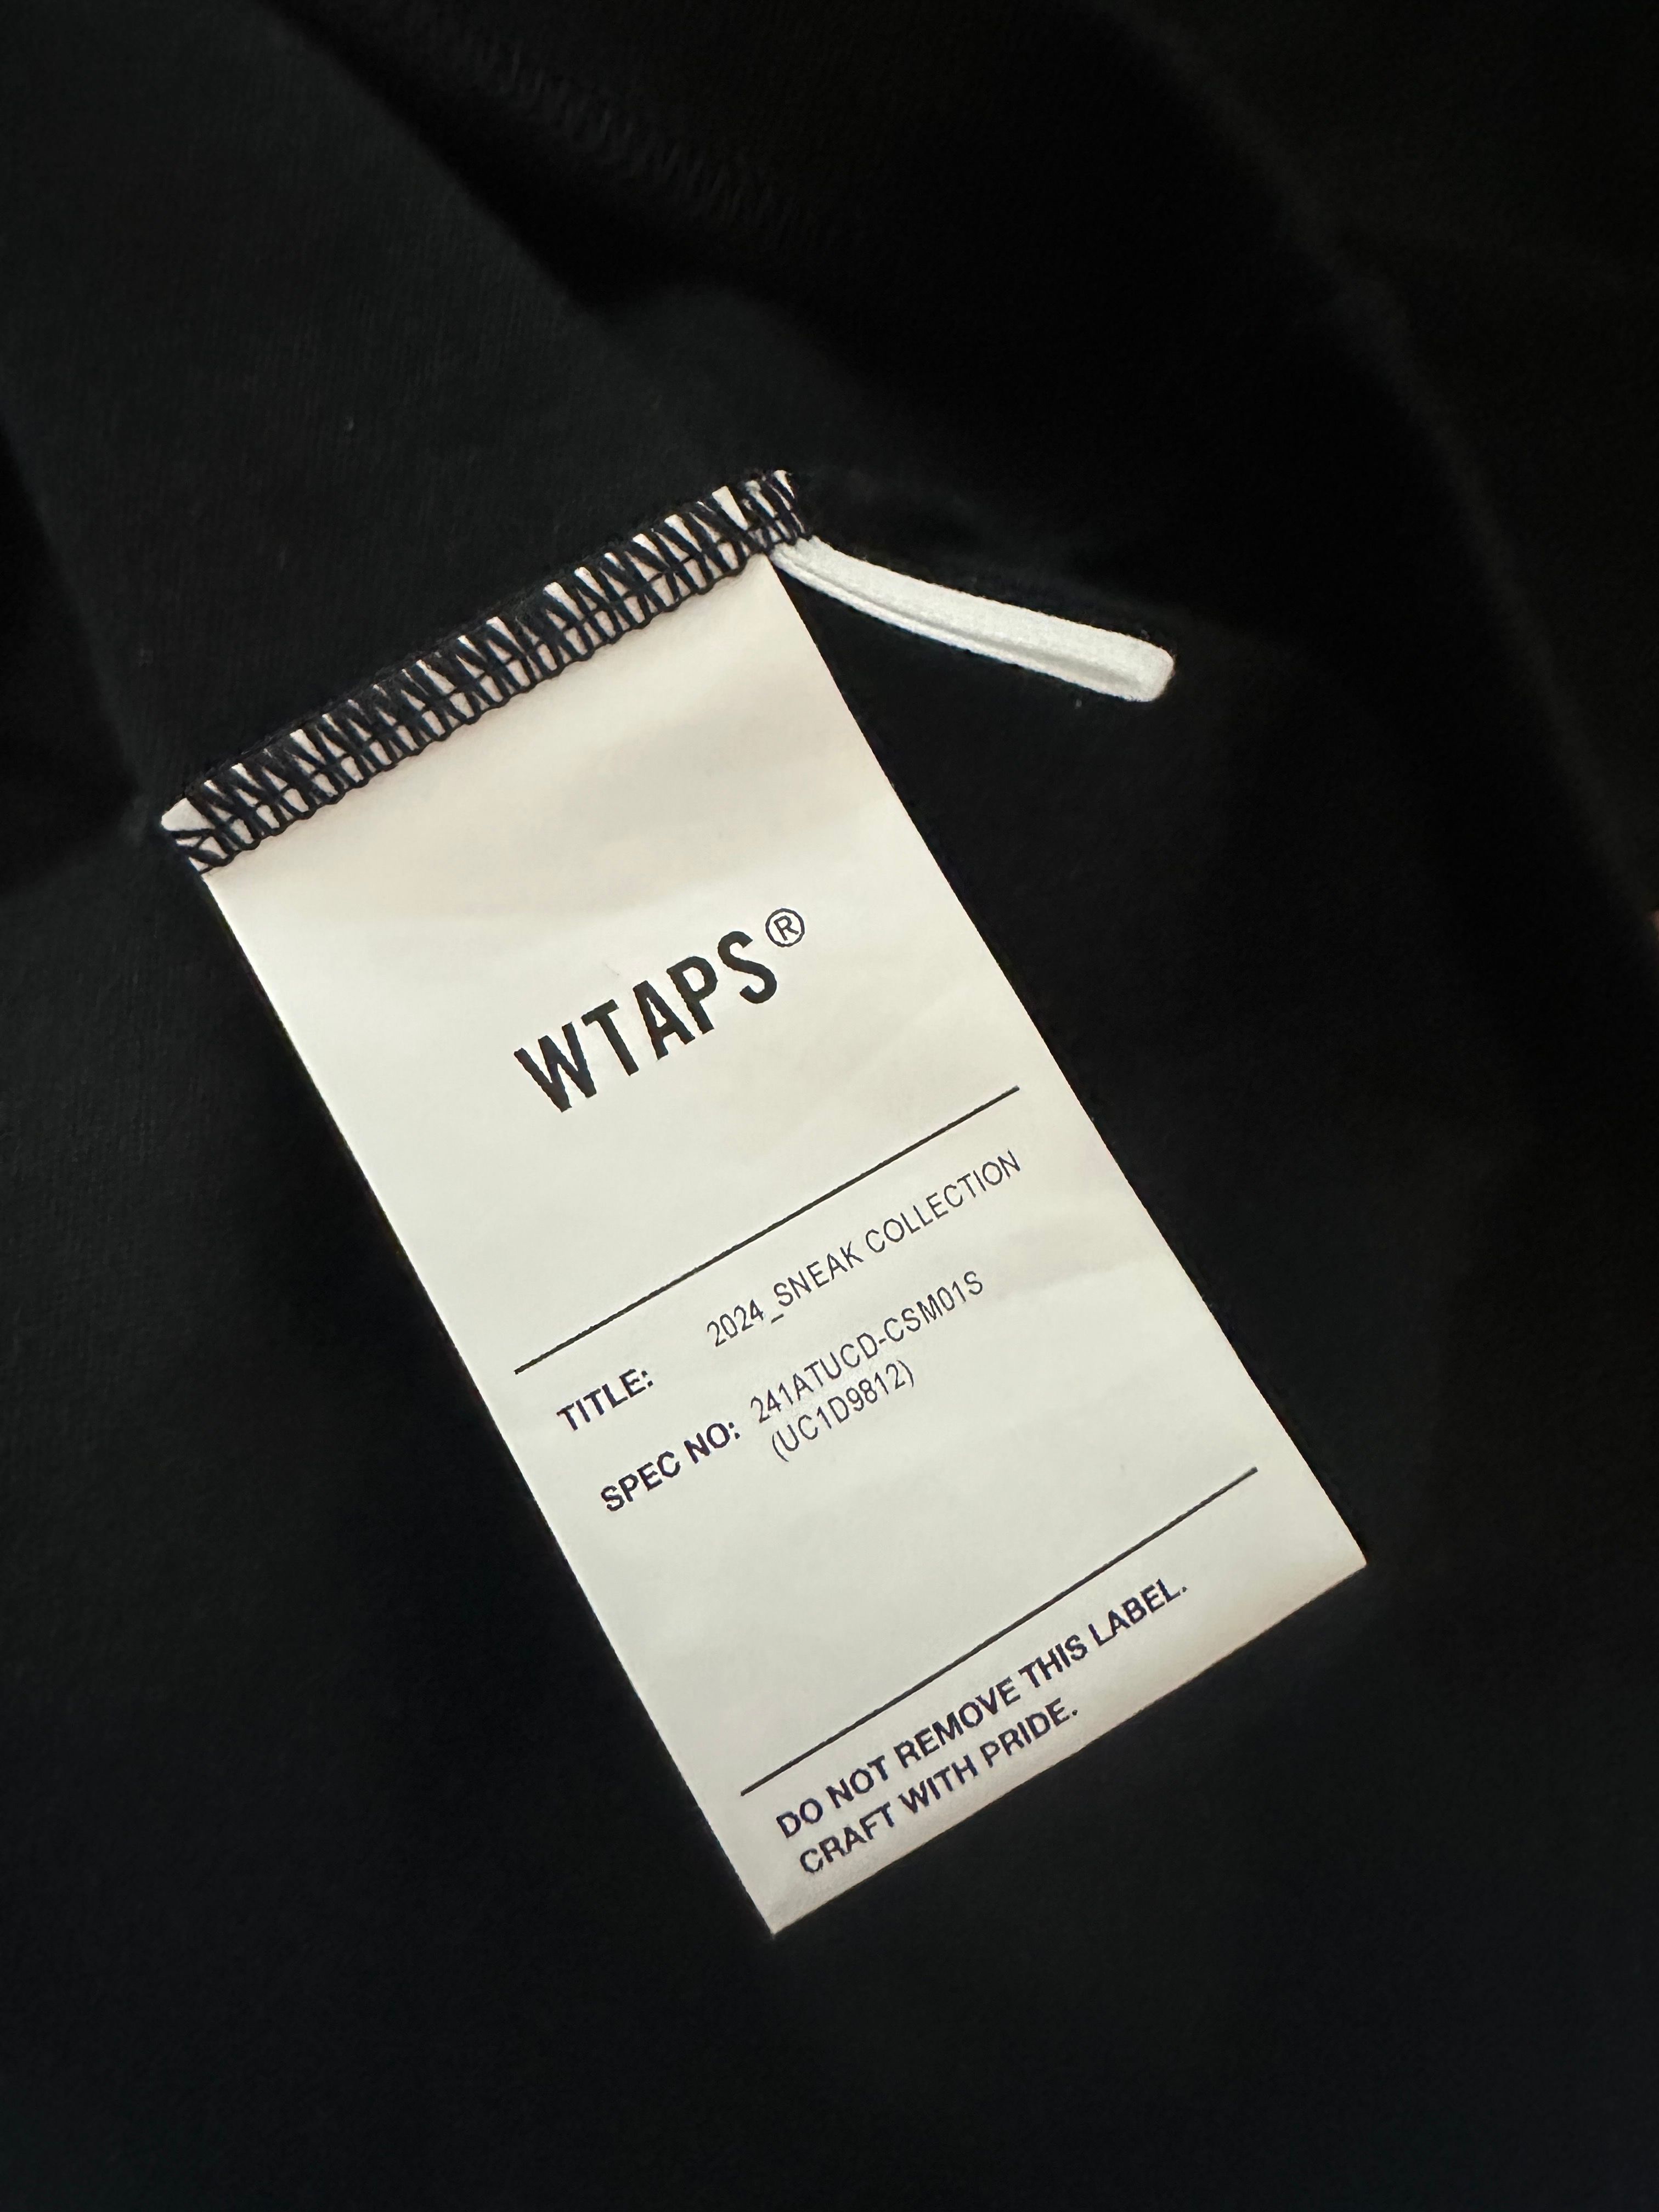 WTAPS®
TITLE: 2024_SNEAK COLLECTION
SPEC NO: 241ATUCD-CSM01S
(UC1D9812)
DO NOT REMOVE THIS LABEL.
CRAFT WITH PRIDE.